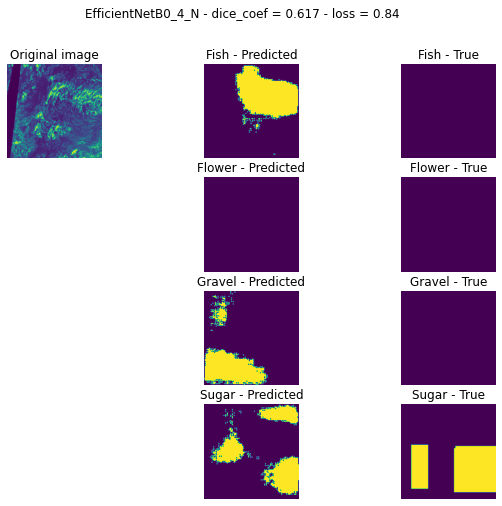 EfficientNetB0_4_N - dice_coef = 0.617 - loss = 0.84
Original image
Fish - Predicted
Fish - True
Flower - Predicted
Flower - True
Gravel - Predicted
Gravel - True
Sugar - Predicted
Sugar - True